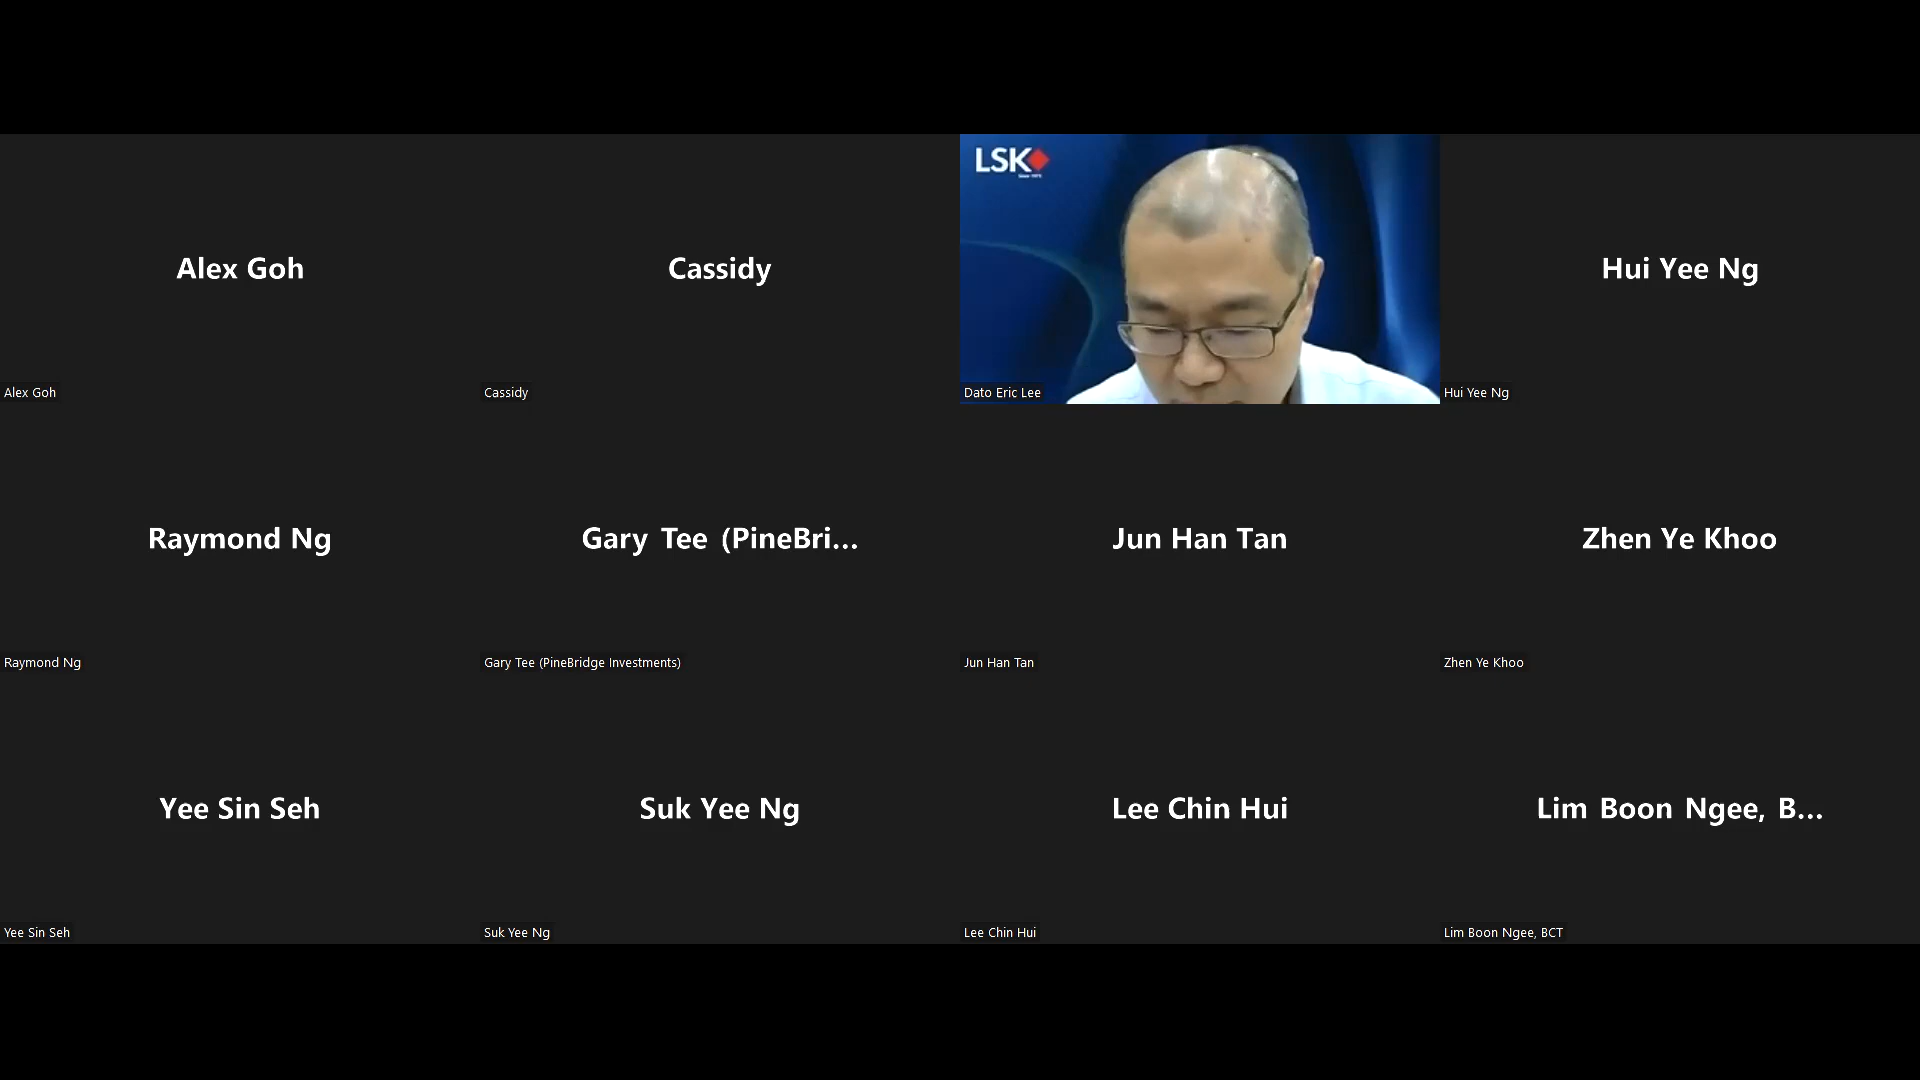 LSK
Alex Goh
Cassidy
Hui Yee Ng
Alex Goh
Cassidy
Dato Eric Lee
Hui Yee Ng
Raymond Ng
Gary Tee (PineBri...
Jun Han Tan
Zhen Ye Khoo
Raymond Ng
Gary Tee (PineBridge Investments)
Jun Han Tan
Zhen Ye Khoo
Yee Sin Seh
Suk Yee Ng
Lee Chin Hui
Lim Boon Ngee, B...
Yee Sin Seh
Suk Yee Ng
Lee Chin Hui
Lim Boon Ngee, BCT